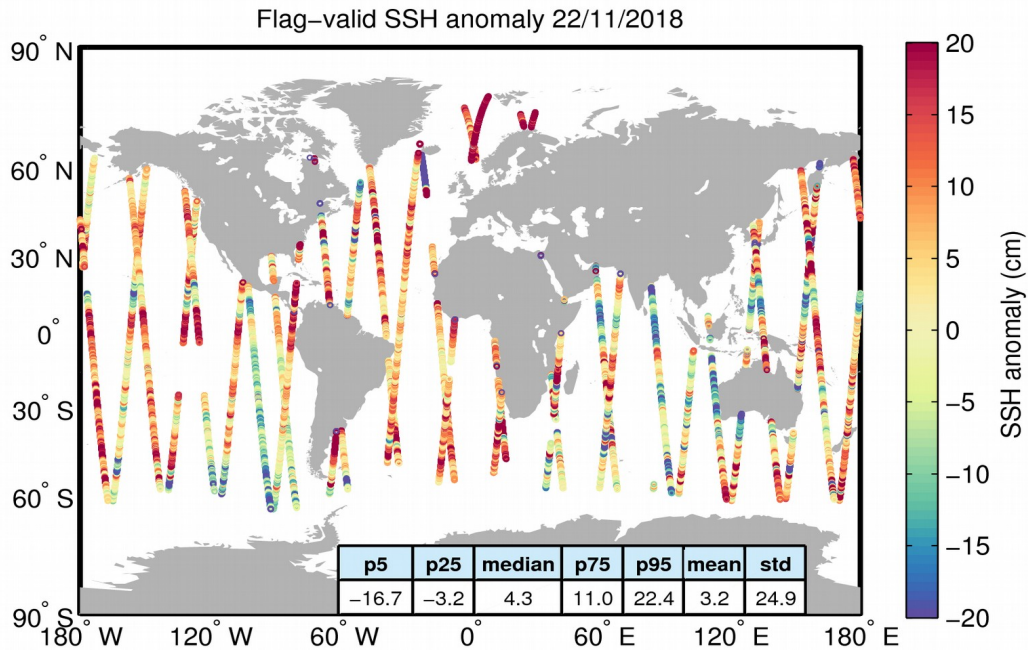 Flag−valid SSH anomaly 22/11/2018
90° N
60° N
30° N
0°
30° S
60° S
90° S
180° W
120° W
60° W
0°
60° E
120° E
180° E
p5 p25 median p75 p95 mean std
−16.7 −3.2 4.3 11.0 22.4 3.2 24.9
20
15
10
5
0
−5
−10
−15
−20
SSH anomaly (cm)